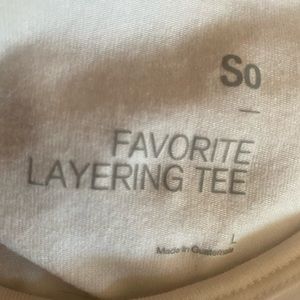 So
FAVORITE
LAYERING TEE
L
Made in Guatemala